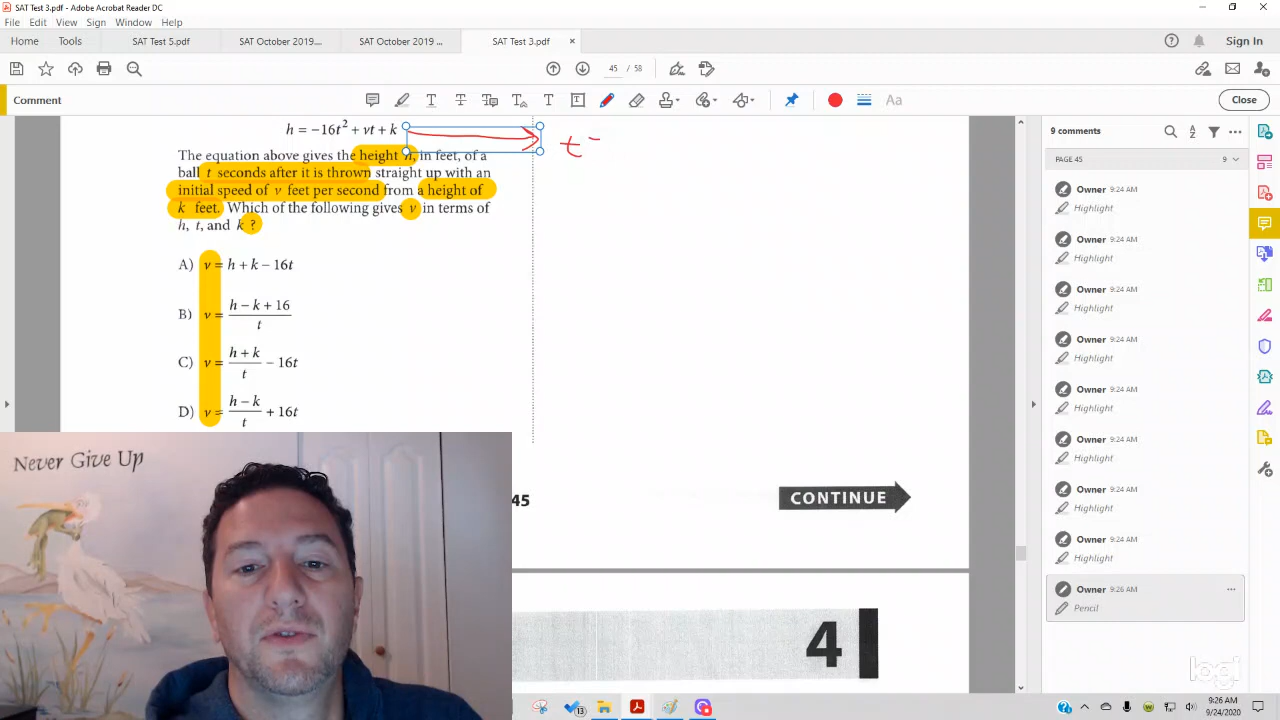 SAT Test 3.pdf - Adobe Acrobat Reader DC
File Edit View Sign Window Help
Home Tools SAT Test 5.pdf SAT October 2019.... SAT October 2019 ... SAT Test 3.pdf × Sign In
45 / 58
Comment Aa Close
h = −16t² + vt + k
t
The equation above gives the height h, in feet, of a
ball t seconds after it is thrown straight up with an
initial speed of v feet per second from a height of
k feet. Which of the following gives v in terms of
h, t, and k ?
A) v = h + k − 16t
B) v = (h − k + 16)/t
C) v = (h + k)/t − 16t
D) v = (h − k)/t + 16t
Never Give Up
45
CONTINUE
4
9 comments
PAGE 45 9
Owner 9:24 AM
Highlight
Owner 9:24 AM
Highlight
Owner 9:24 AM
Highlight
Owner 9:24 AM
Highlight
Owner 9:24 AM
Highlight
Owner 9:24 AM
Highlight
Owner 9:24 AM
Highlight
Owner 9:24 AM
Highlight
Owner 9:26 AM ...
Pencil
logi
13
9:26 AM
9/24/2020